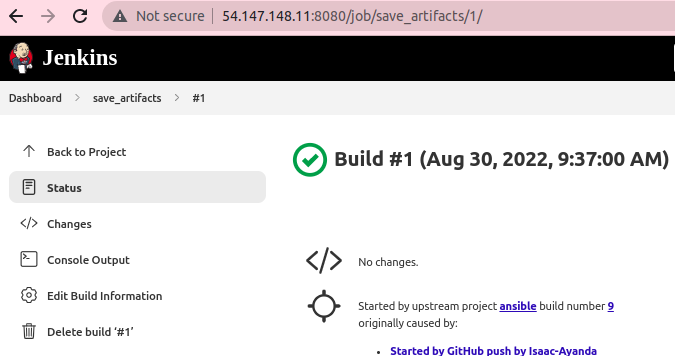 Not secure | 54.147.148.11:8080/job/save_artifacts/1/
Jenkins
Dashboard > save_artifacts > #1
Back to Project
Status
Changes
Console Output
Edit Build Information
Delete build ‘#1’
Build #1 (Aug 30, 2022, 9:37:00 AM)
No changes.
Started by upstream project ansible build number 9
originally caused by:
• Started by GitHub push by Isaac-Ayanda